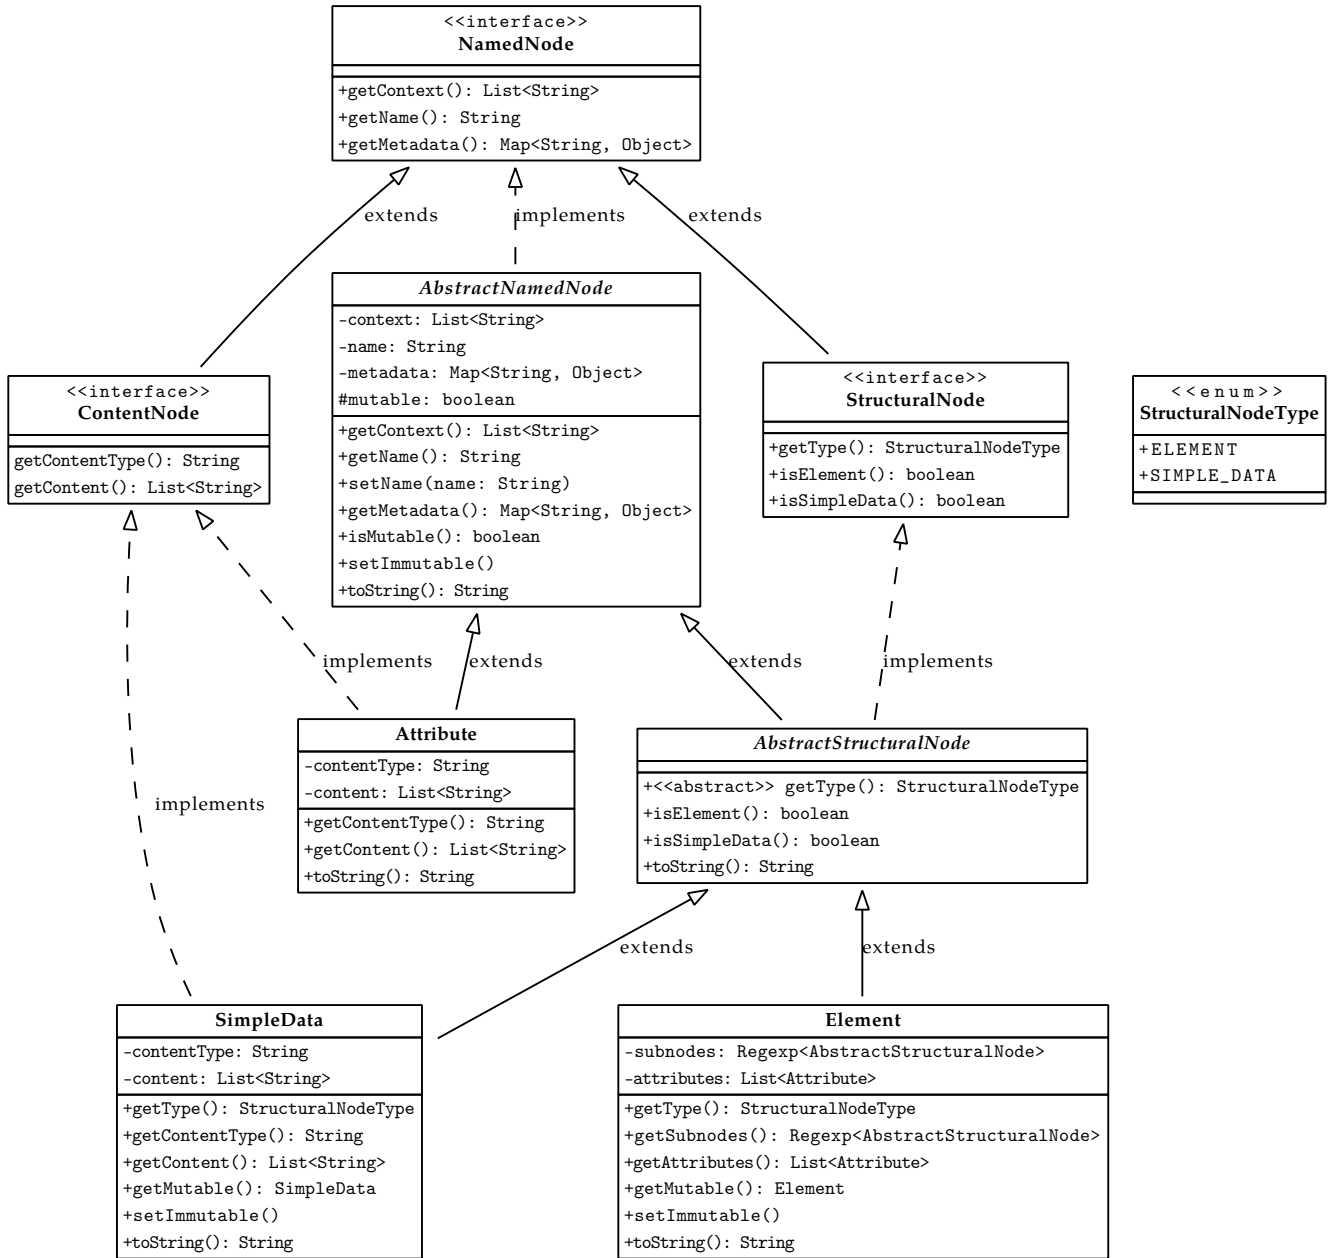 <<interface>>
NamedNode
+getContext(): List<String>
+getName(): String
+getMetadata(): Map<String, Object>
extends
implements
extends
AbstractNamedNode
-context: List<String>
-name: String
-metadata: Map<String, Object>
#mutable: boolean
+getContext(): List<String>
+getName(): String
+setName(name: String)
+getMetadata(): Map<String, Object>
+isMutable(): boolean
+setImmutable()
+toString(): String
<<interface>>
ContentNode
getContentType(): String
getContent(): List<String>
<<interface>>
StructuralNode
+getType(): StructuralNodeType
+isElement(): boolean
+isSimpleData(): boolean
<<enum>>
StructuralNodeType
+ELEMENT
+SIMPLE_DATA
implements
extends
extends
implements
Attribute
-contentType: String
-content: List<String>
+getContentType(): String
+getContent(): List<String>
+toString(): String
AbstractStructuralNode
+<<abstract>> getType(): StructuralNodeType
+isElement(): boolean
+isSimpleData(): boolean
+toString(): String
implements
extends
extends
SimpleData
-contentType: String
-content: List<String>
+getType(): StructuralNodeType
+getContentType(): String
+getContent(): List<String>
+getMutable(): SimpleData
+setImmutable()
+toString(): String
Element
-subnodes: Regexp<AbstractStructuralNode>
-attributes: List<Attribute>
+getType(): StructuralNodeType
+getSubnodes(): Regexp<AbstractStructuralNode>
+getAttributes(): List<Attribute>
+getMutable(): Element
+setImmutable()
+toString(): String